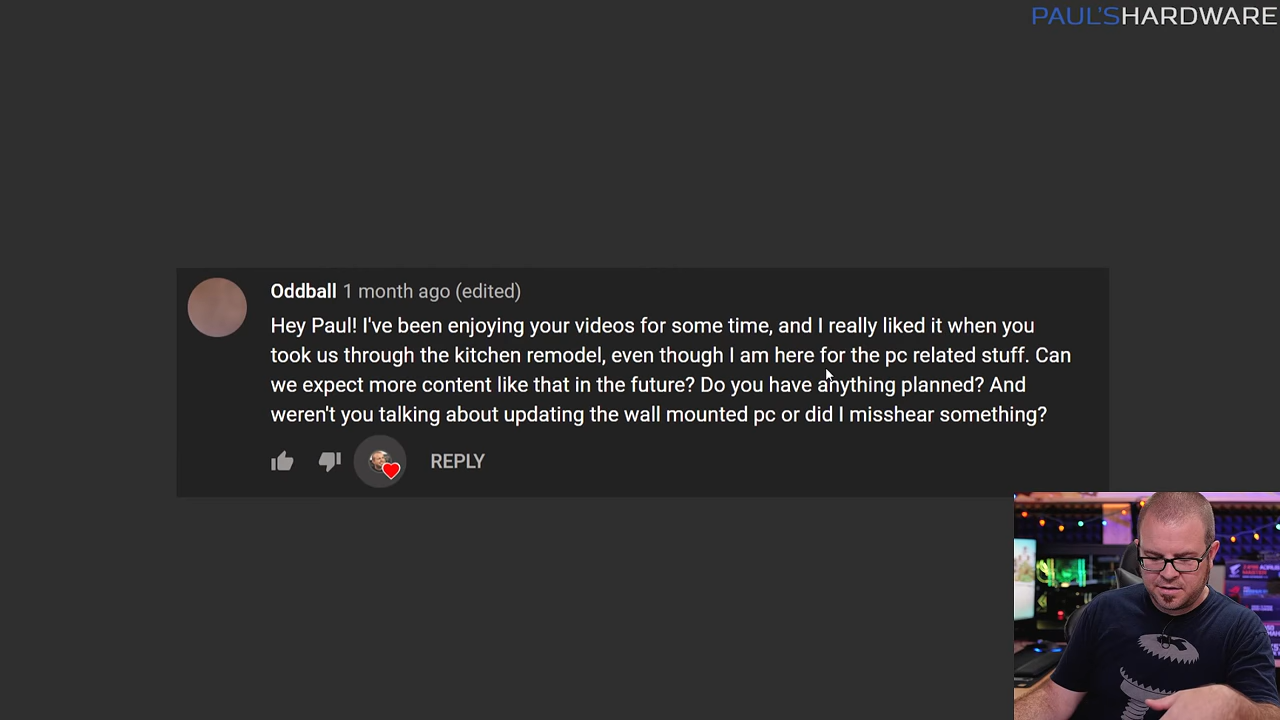 PAUL'SHARDWARE
Oddball 1 month ago (edited)
Hey Paul! I've been enjoying your videos for some time, and I really liked it when you
took us through the kitchen remodel, even though I am here for the pc related stuff. Can
we expect more content like that in the future? Do you have anything planned? And
weren't you talking about updating the wall mounted pc or did I misshear something?
REPLY